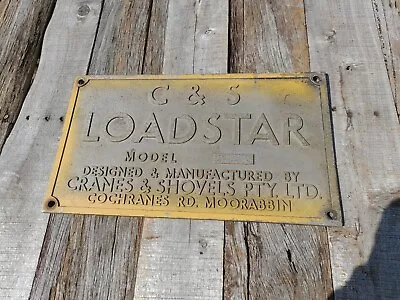 C & S
LOADSTAR
MODEL
DESIGNED & MANUFACTURED BY
CRANES & SHOVELS PTY. LTD.
COCHRANES RD. MOORABBIN